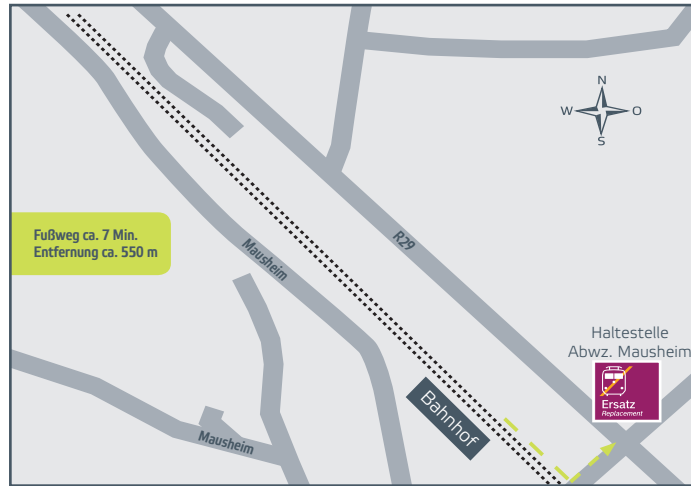 N
W O
S
Fußweg ca. 7 Min.
Entfernung ca. 550 m
Mausheim
R29
Haltestelle
Abwz. Mausheim
Ersatz
Replacement
Bahnhof
Mausheim